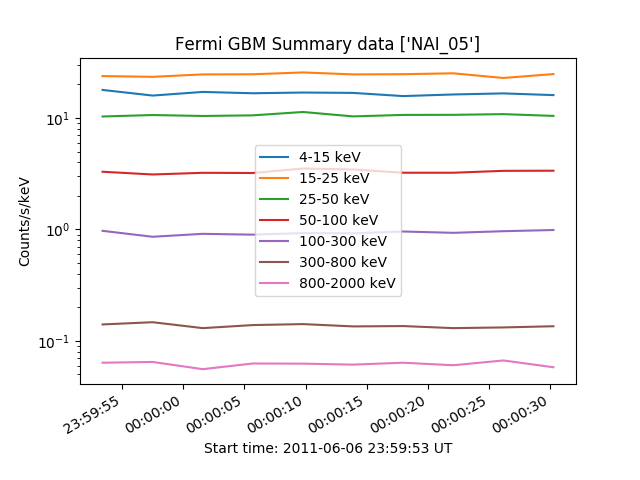 Fermi GBM Summary data ['NAI_05']
Counts/s/keV
10¹
10⁰
10⁻¹
4-15 keV
15-25 keV
25-50 keV
50-100 keV
100-300 keV
300-800 keV
800-2000 keV
23:59:55
00:00:00
00:00:05
00:00:10
00:00:15
00:00:20
00:00:25
00:00:30
Start time: 2011-06-06 23:59:53 UT